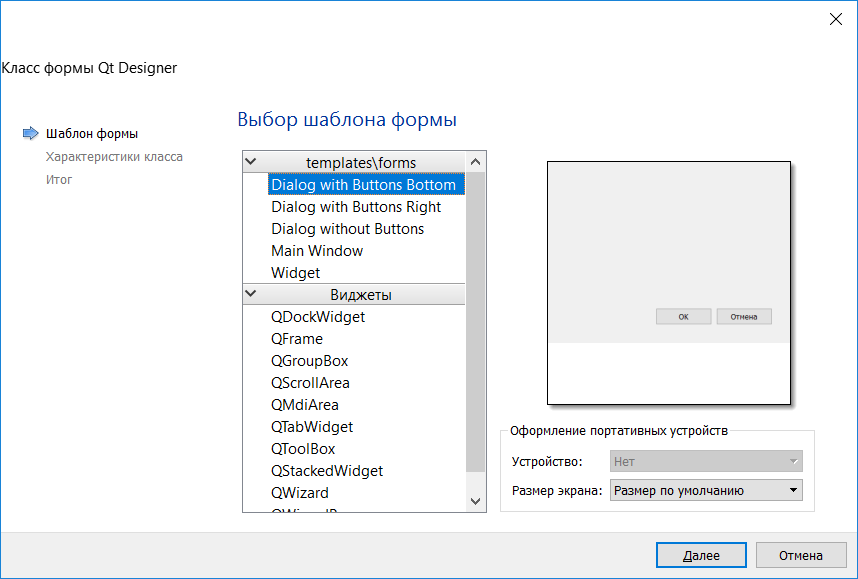 Класс формы Qt Designer
Шаблон формы
Характеристики класса
Итог
Выбор шаблона формы
templates\forms
Dialog with Buttons Bottom
Dialog with Buttons Right
Dialog without Buttons
Main Window
Widget
Виджеты
QDockWidget
QFrame
QGroupBox
QScrollArea
QMdiArea
QTabWidget
QToolBox
QStackedWidget
QWizard
OK Отмена
Оформление портативных устройств
Устройство: Нет
Размер экрана: Размер по умолчанию
Далее Отмена